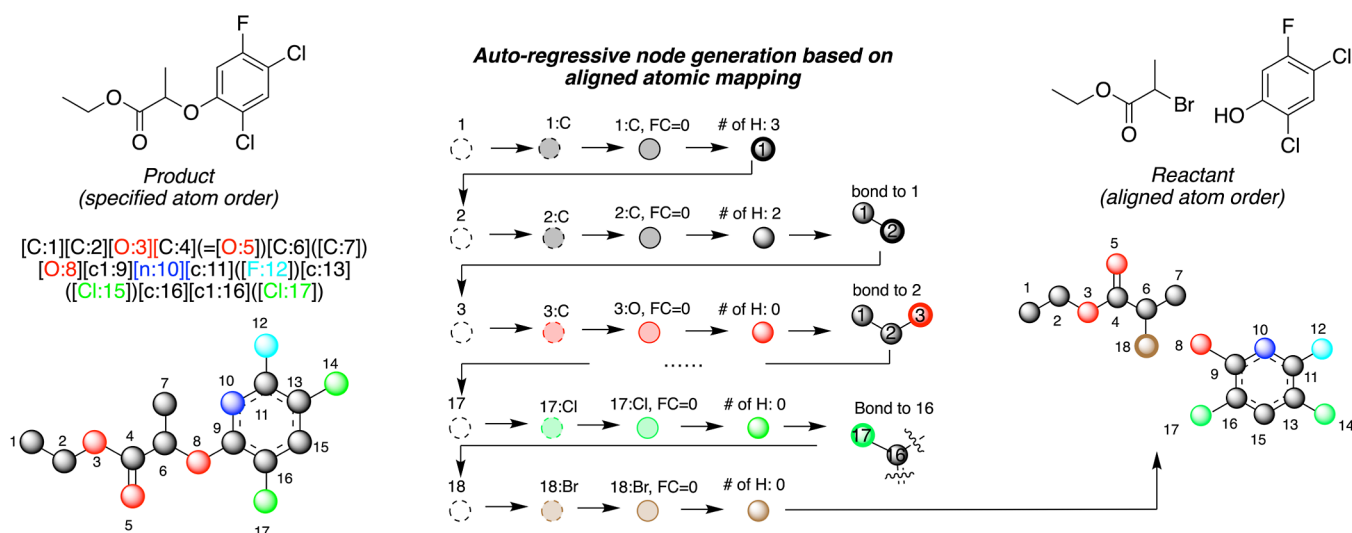 F
Cl
O
O
O
Cl
Product
(specified atom order)
[C:1][C:2][O:3][C:4](=[O:5])[C:6]([C:7])
[O:8][c1:9][n:10][c:11]([F:12])[c:13]
([Cl:15])[c:16][c1:16]([Cl:17])
12
14
7
10
13
11
1
2
4
9
15
3
6
8
16
5
17
Auto-regressive node generation based on
aligned atomic mapping
1
1:C
1:C, FC=0
# of H: 3
1
bond to 1
2
2:C
2:C, FC=0
# of H: 2
1
2
bond to 2
3
3:C
3:O, FC=0
# of H: 0
1
2
3
......
17
17:Cl
17:Cl, FC=0
# of H: 0
Bond to 16
17
16
18
18:Br
18:Br, FC=0
# of H: 0
F
Cl
O
Br
O
HO
Cl
Reactant
(aligned atom order)
5
7
1
3
6
2
4
18
10
12
8
9
11
17
16
13
14
15